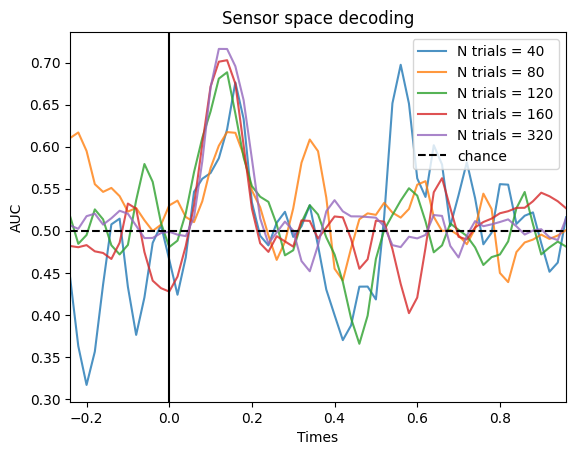 Sensor space decoding
N trials = 40
N trials = 80
N trials = 120
N trials = 160
N trials = 320
chance
AUC
0.70
0.65
0.60
0.55
0.50
0.45
0.40
0.35
0.30
−0.2
0.0
0.2
0.4
0.6
0.8
Times